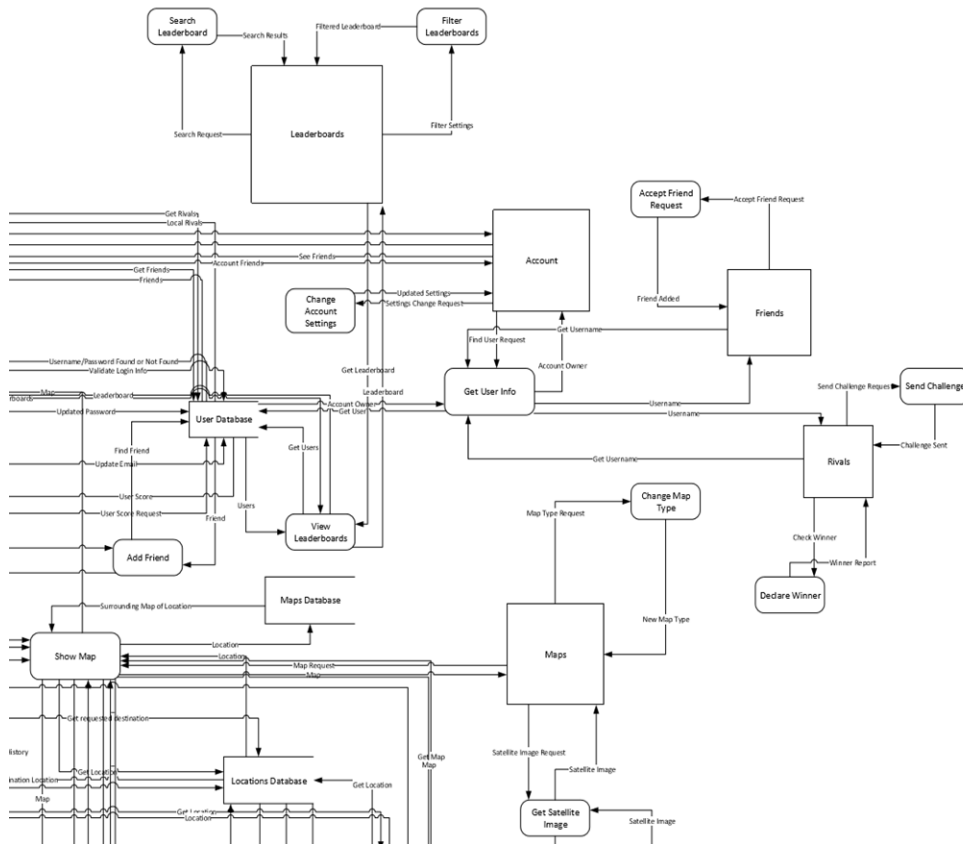 Search
Leaderboard
Filtered Leaderboard
Filter
Leaderboards
Search Results
Leaderboards
Search Request
Filter Settings
Accept Friend
Request
Accept Friend Request
Get Rivals
Local Rivals
See Friends
Account Friends
Account
Get Friends
Friends
Updated Settings
Settings Change Request
Change
Account
Settings
Friend Added
Friends
Get Username
Find User Request
Username/Password Found or Not Found
Validate Login Info
Account Owner
Get Leaderboard
Get User Info
Send Challenge Request
Send Challenge
Map
Leaderboard
Leaderboard
Username
Account Owner
Updated Password
User Database
Get User
Username
Find Friend
Get Users
Challenge Sent
Get Username
Rivals
Update Email
User Score
Users
Map Type Request
Change Map
Type
User Score Request
Friend
View
Leaderboards
Check Winner
Add Friend
Winner Report
Declare Winner
Maps Database
Surrounding Map of Location
New Map Type
Location
Show Map
Location
Map Request
Map
Maps
Get requested destination
History
Get Map
Map
Satellite Image Request
Get Location
Satellite Image
ination Location
Locations Database
Get Location
Map
Get Location
Location
Get Satellite
Image
Satellite Image